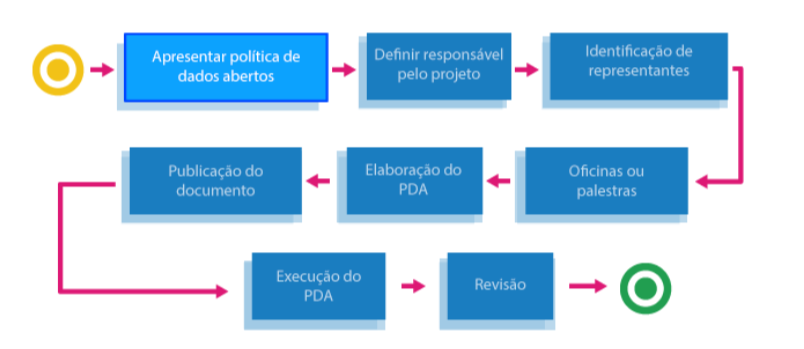 Apresentar política de
dados abertos
Definir responsável
pelo projeto
Identificação de
representantes
Oficinas ou
palestras
Elaboração do
PDA
Publicação do
documento
Execução do
PDA
Revisão